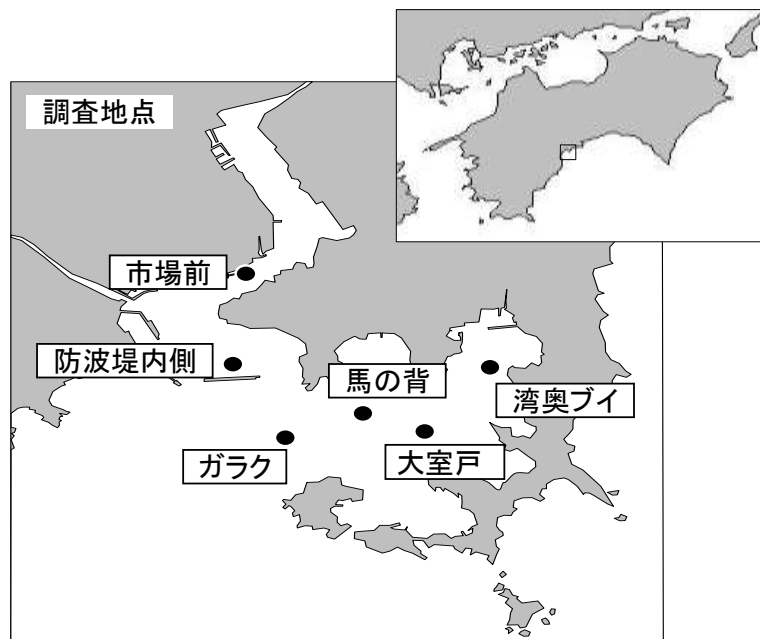 調査地点
市場前
防波堤内側
馬の背
湾奥ブイ
ガラク
大室戸